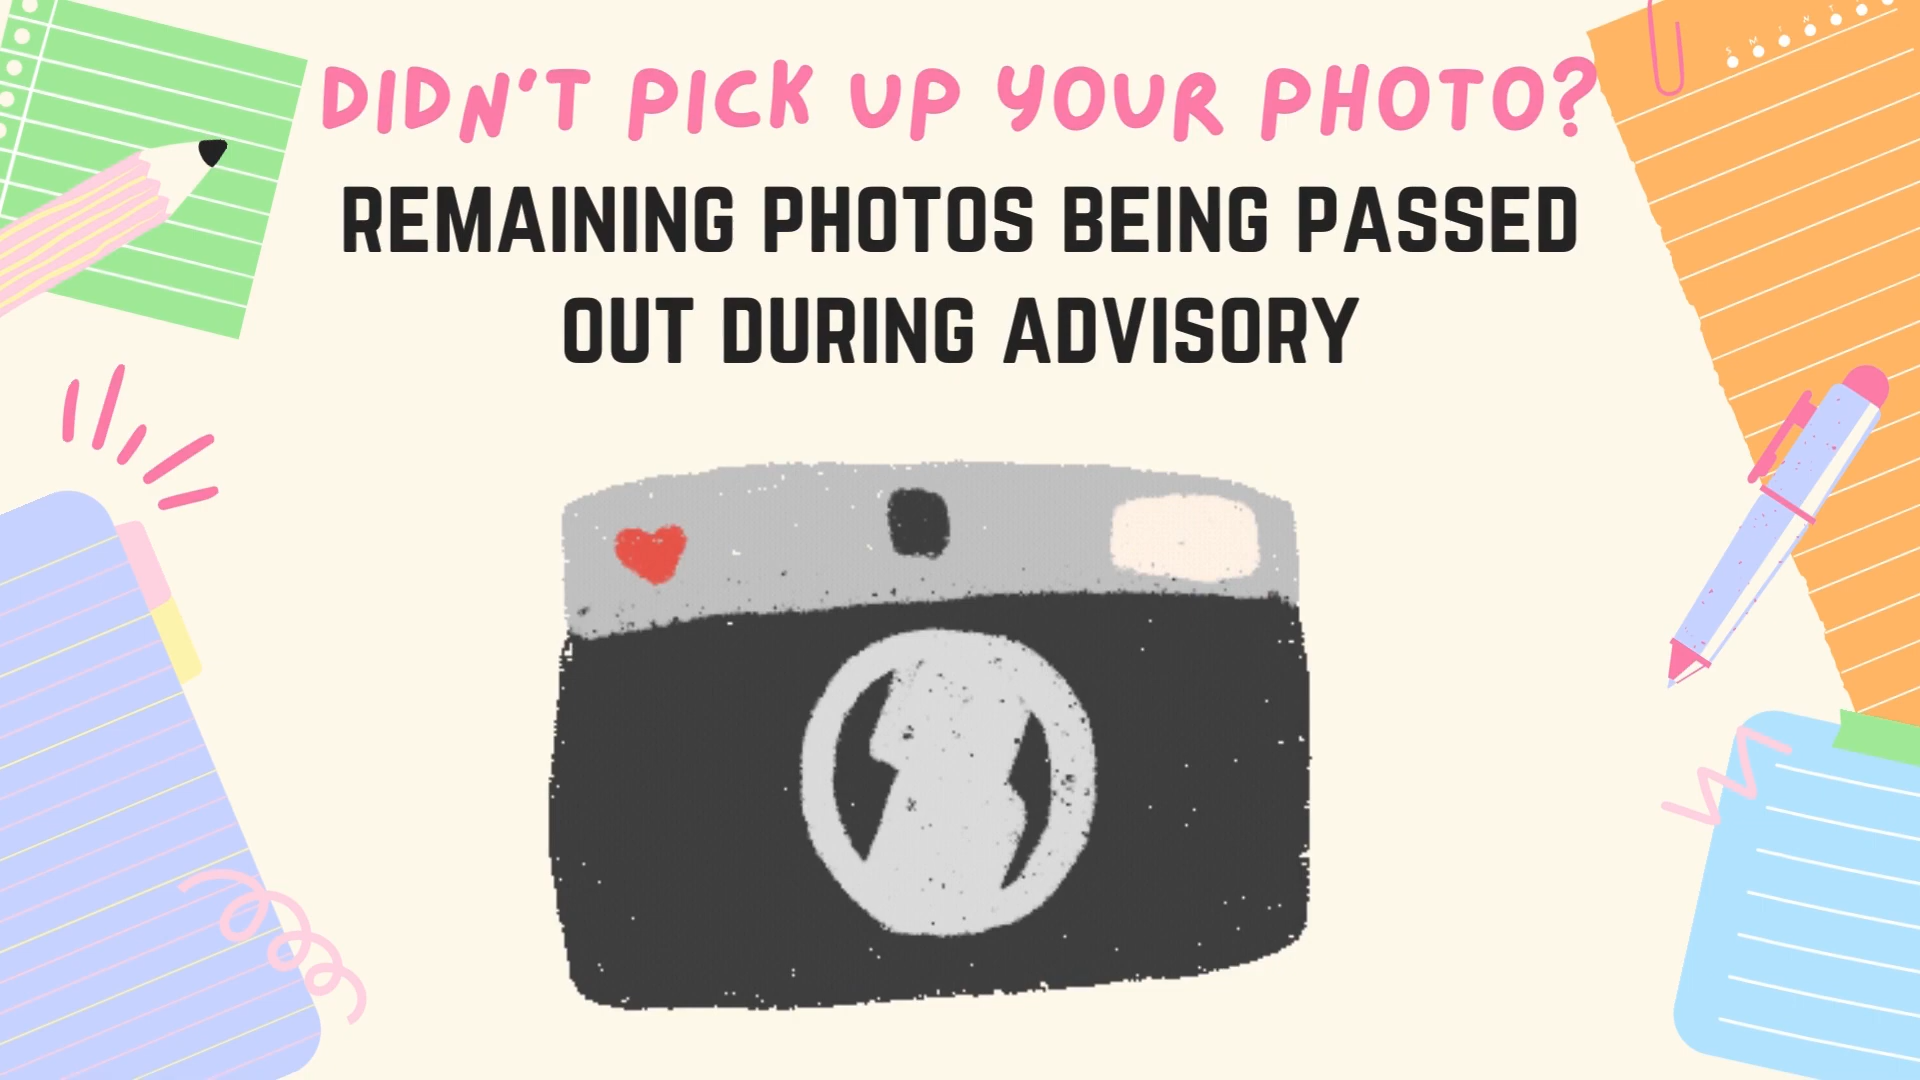 DIDN'T PICK UP YOUR PHOTO?
REMAINING PHOTOS BEING PASSED
OUT DURING ADVISORY
S M T N T